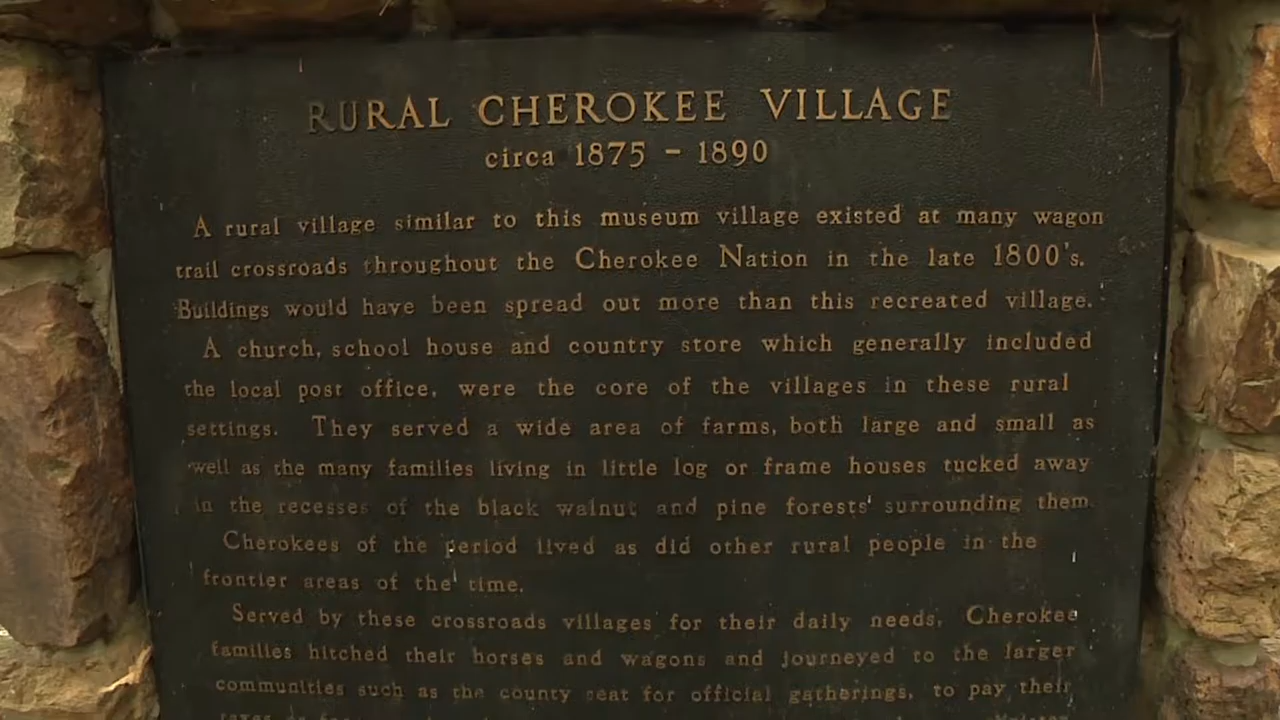 RURAL CHEROKEE VILLAGE
circa 1875 - 1890
A rural village similar to this museum village existed at many wagon
trail crossroads throughout the Cherokee Nation in the late 1800's.
Buildings would have been spread out more than this recreated village.
A church, school house and country store which generally included
the local post office, were the core of the villages in these rural
settings. They served a wide area of farms, both large and small as
well as the many families living in little log or frame houses tucked away
in the recesses of the black walnut and pine forests surrounding them.
Cherokees of the period lived as did other rural people in the
frontier areas of the time.
Served by these crossroads villages for their daily needs, Cherokee
families hitched their horses and wagons and journeyed to the larger
communities such as the county seat for official gatherings, to pay their
taxes